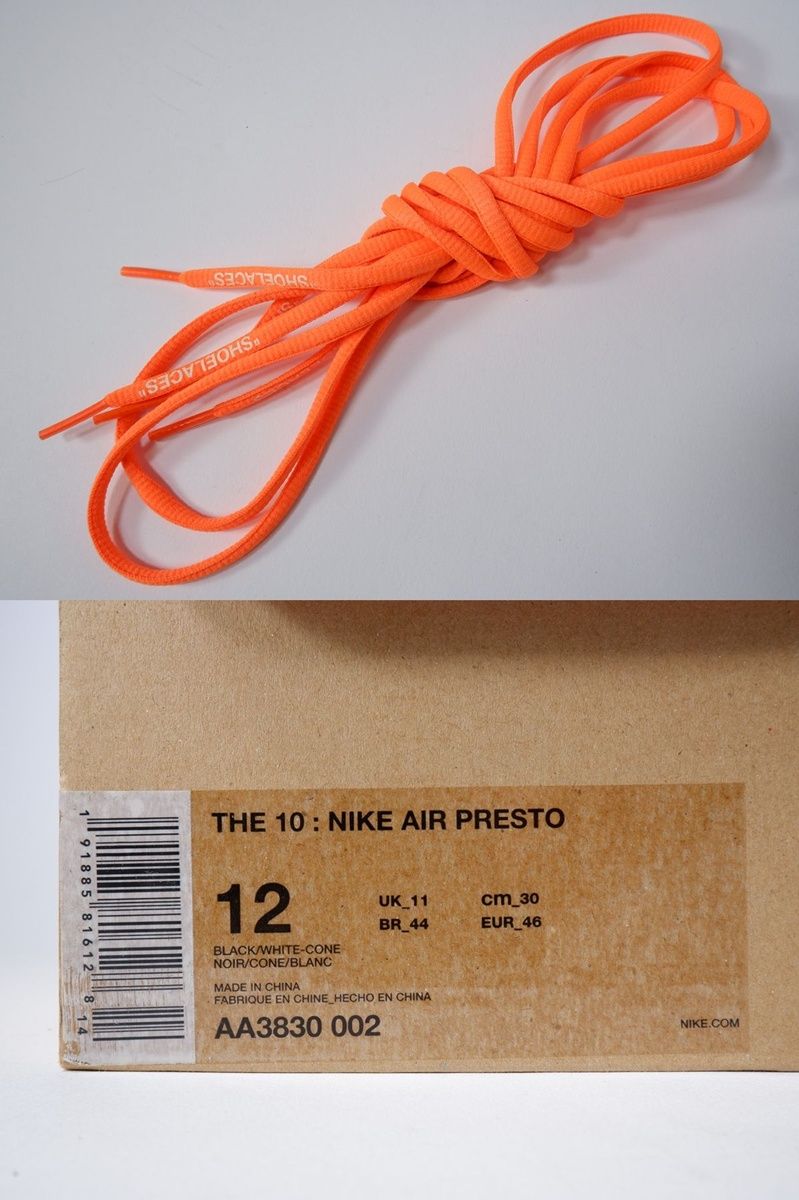 "SHOELACES"
"SHOELACES"
THE 10 : NIKE AIR PRESTO
12
UK_11 cm_30
BR_44 EUR_46
BLACK/WHITE-CONE
NOIR/CONE/BLANC
MADE IN CHINA
FABRIQUE EN CHINE_HECHO EN CHINA
AA3830 002
NIKE.COM
1 91885 81612 8 14